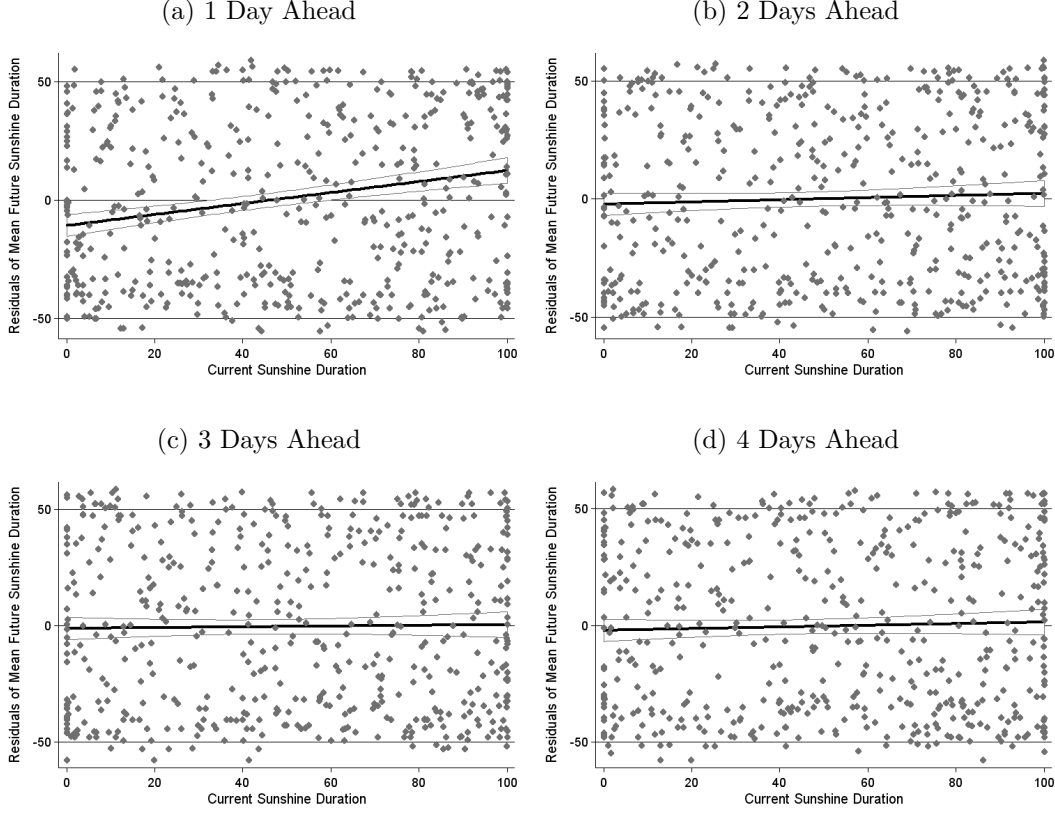 (a) 1 Day Ahead
Residuals of Mean Future Sunshine Duration
50
0
-50
0 20 40 60 80 100
Current Sunshine Duration
(b) 2 Days Ahead
Residuals of Mean Future Sunshine Duration
50
0
-50
0 20 40 60 80 100
Current Sunshine Duration
(c) 3 Days Ahead
Residuals of Mean Future Sunshine Duration
50
0
-50
0 20 40 60 80 100
Current Sunshine Duration
(d) 4 Days Ahead
Residuals of Mean Future Sunshine Duration
50
0
-50
0 20 40 60 80 100
Current Sunshine Duration